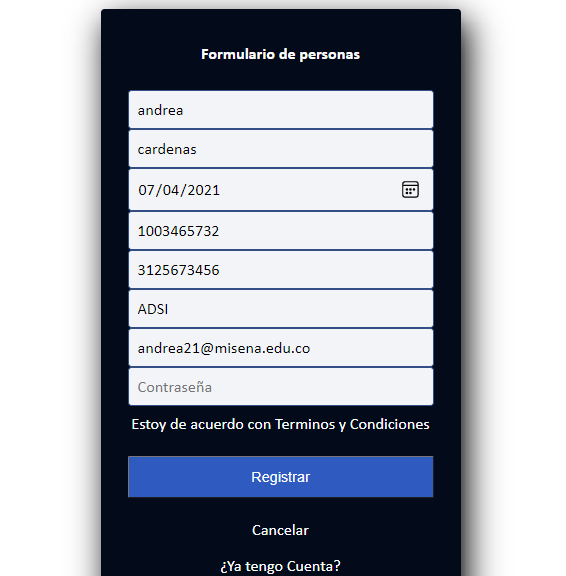 Formulario de personas
andrea
cardenas
07/04/2021
1003465732
3125673456
ADSI
andrea21@misena.edu.co
Contraseña
Estoy de acuerdo con Terminos y Condiciones
Registrar
Cancelar
¿Ya tengo Cuenta?